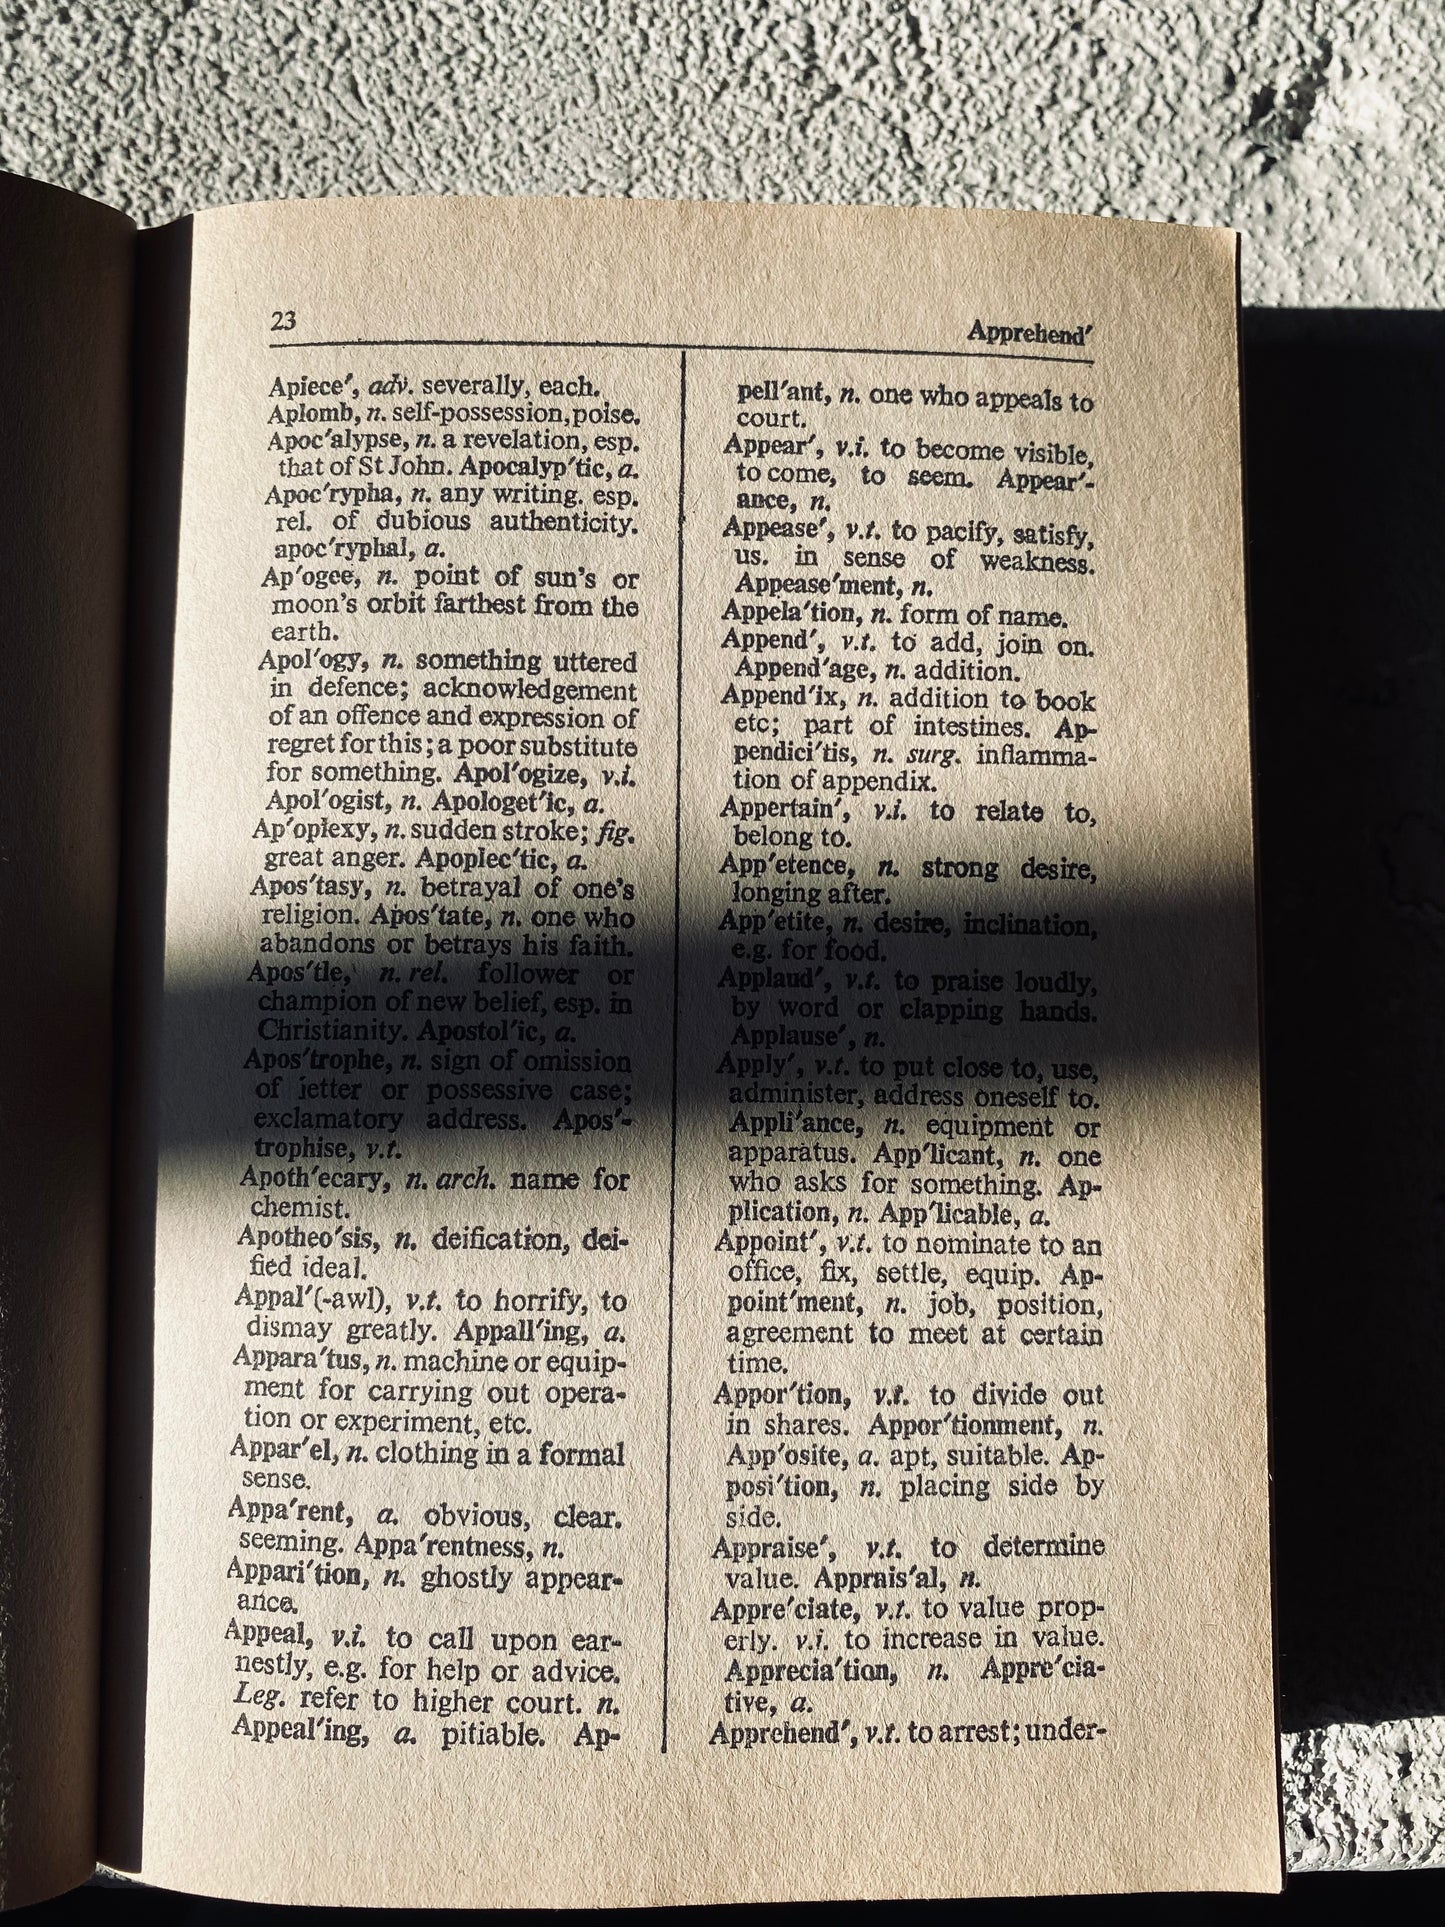 23
Apprehend′
Apiece′, adv. severally, each.
Aplomb, n. self-possession, poise.
Apoc′alypse, n. a revelation, esp.
that of St John. Apocalyp′tic, a.
Apoc′rypha, n. any writing. esp.
rel. of dubious authenticity.
apoc′ryphal, a.
Ap′ogee, n. point of sun's or
moon's orbit farthest from the
earth.
Apol′ogy, n. something uttered
in defence; acknowledgement
of an offence and expression of
regret for this; a poor substitute
for something. Apol′ogize, v.i.
Apol′ogist, n. Apologet′ic, a.
Ap′oplexy, n. sudden stroke; fig.
great anger. Apoplec′tic, a.
Apos′tasy, n. betrayal of one's
religion. Apos′tate, n. one who
abandons or betrays his faith.
Apos′tle, n. rel. follower or
champion of new belief, esp. in
Christianity. Apostol′ic, a.
Apos′trophe, n. sign of omission
of letter or possessive case;
exclamatory address. Apos′-
trophise, v.t.
Apoth′ecary, n. arch. name for
chemist.
Apotheo′sis, n. deification, dei-
fied ideal.
Appal′(-awl), v.t. to horrify, to
dismay greatly. Appall′ing, a.
Appara′tus, n. machine or equip-
ment for carrying out opera-
tion or experiment, etc.
Appar′el, n. clothing in a formal
sense.
Appa′rent, a. obvious, clear.
seeming. Appa′rentness, n.
Appari′tion, n. ghostly appear-
ance.
Appeal, v.i. to call upon ear-
nestly, e.g. for help or advice.
Leg. refer to higher court. n.
Appeal′ing, a. pitiable. Ap-
pell′ant, n. one who appeals to
court.
Appear′, v.i. to become visible,
to come, to seem. Appear′-
ance, n.
Appease′, v.t. to pacify, satisfy,
us. in sense of weakness.
Appease′ment, n.
Appela′tion, n. form of name.
Append′, v.t. to add, join on.
Append′age, n. addition.
Append′ix, n. addition to book
etc; part of intestines. Ap-
pendici′tis, n. surg. inflamma-
tion of appendix.
Appertain′, v.i. to relate to,
belong to.
App′etence, n. strong desire,
longing after.
App′etite, n. desire, inclination,
e.g. for food.
Applaud′, v.t. to praise loudly,
by word or clapping hands.
Applause′, n.
Apply′, v.t. to put close to, use,
administer, address oneself to.
Appli′ance, n. equipment or
apparatus. App′licant, n. one
who asks for something. Ap-
plication, n. App′licable, a.
Appoint′, v.t. to nominate to an
office, fix, settle, equip. Ap-
point′ment, n. job, position,
agreement to meet at certain
time.
Appor′tion, v.t. to divide out
in shares. Appor′tionment, n.
App′osite, a. apt, suitable. Ap-
posi′tion, n. placing side by
side.
Appraise′, v.t. to determine
value. Apprais′al, n.
Appre′ciate, v.t. to value prop-
erly. v.i. to increase in value.
Apprecia′tion, n. Appre′cia-
tive, a.
Apprehend′, v.t. to arrest; under-